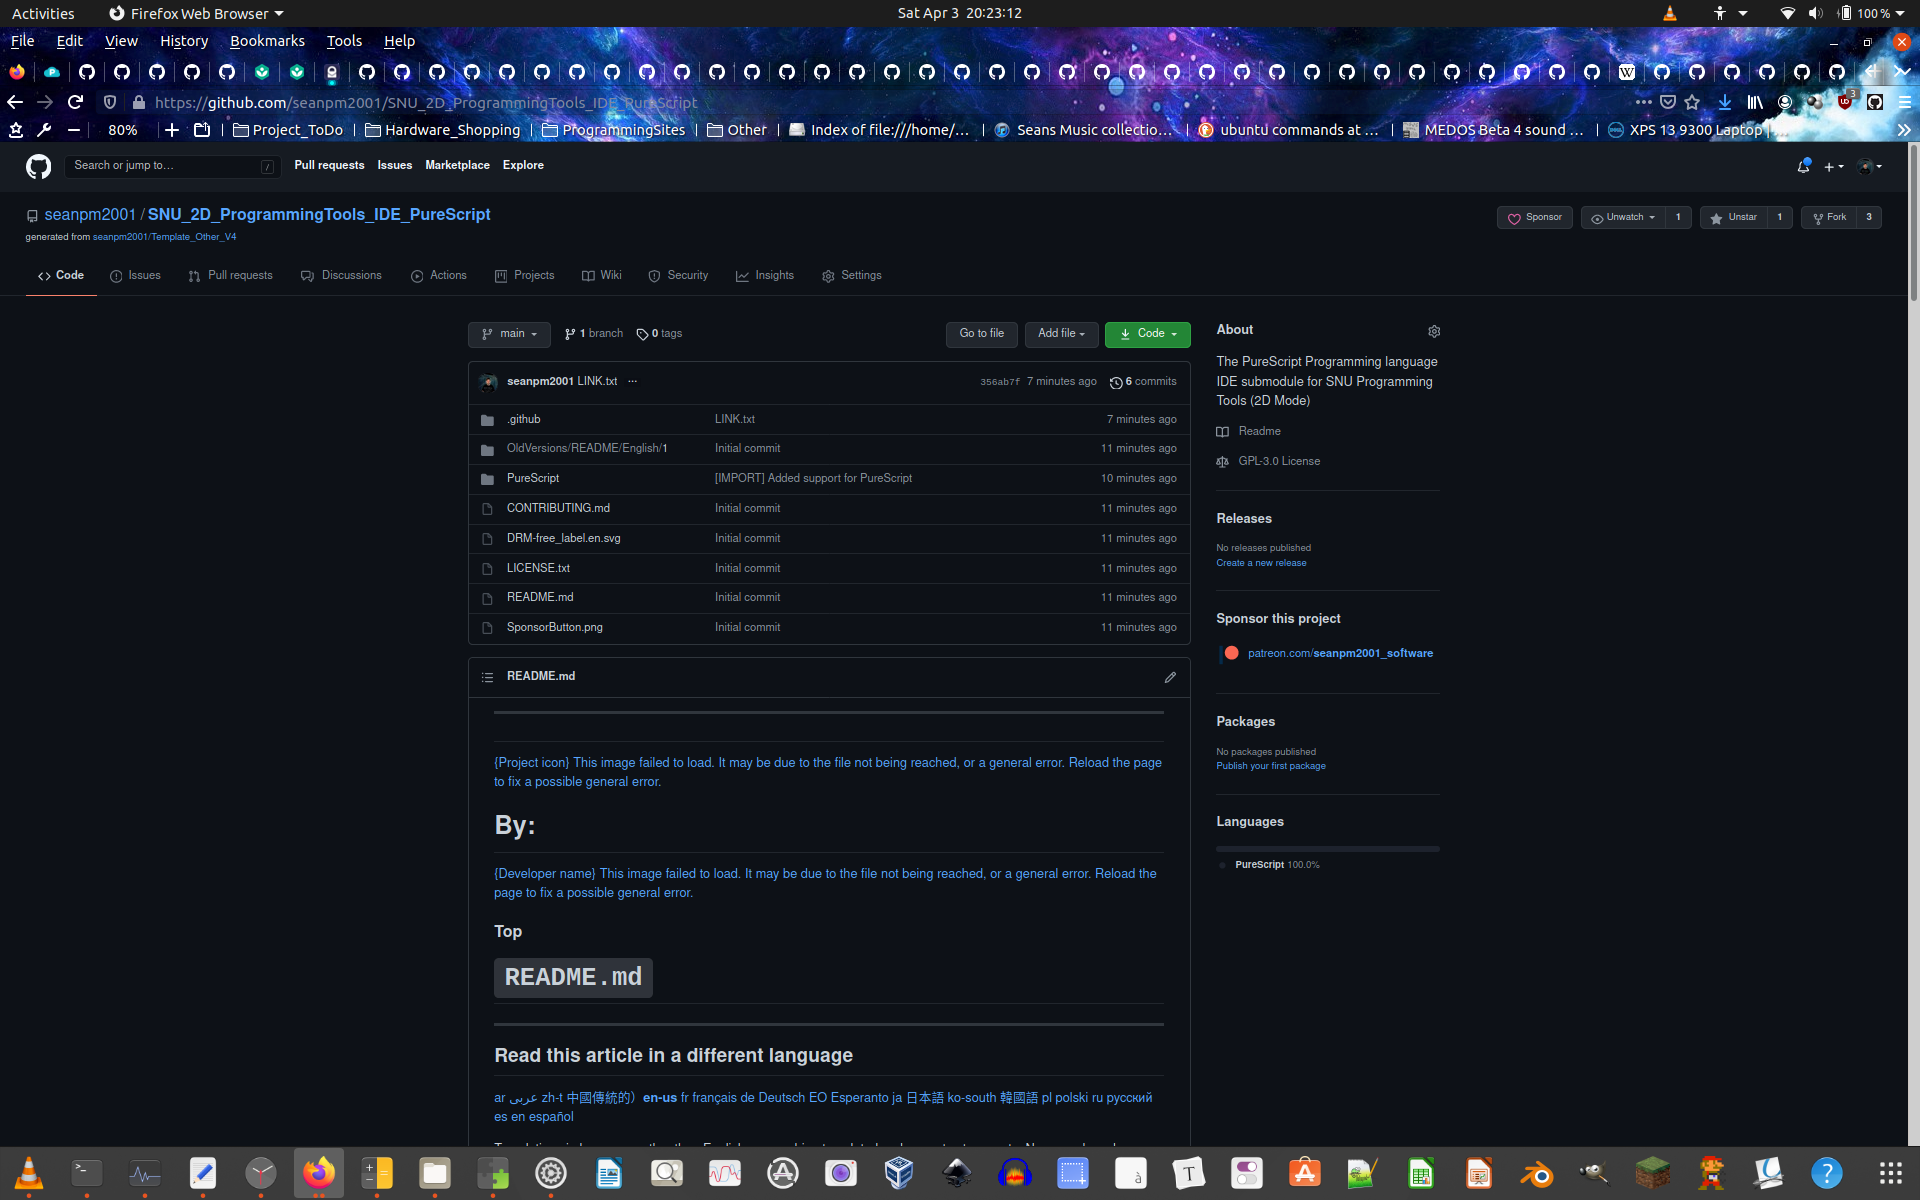 Activities Firefox Web Browser Sat Apr 3 20:23:12 100 %
File Edit View History Bookmarks Tools Help
https://github.com/seanpm2001/SNU_2D_ProgrammingTools_IDE_PureScript 3
80% Project_ToDo Hardware_Shopping ProgrammingSites Other Index of file:///home/... Seans Music collectio... ubuntu commands at ... MEDOS Beta 4 sound ... XPS 13 9300 Laptop
Search or jump to... / Pull requests Issues Marketplace Explore
seanpm2001 / SNU_2D_ProgrammingTools_IDE_PureScript Sponsor Unwatch 1 Unstar 1 Fork 3
generated from seanpm2001/Template_Other_V4
Code Issues Pull requests Discussions Actions Projects Wiki Security Insights Settings
main 1 branch 0 tags Go to file Add file Code
seanpm2001 LINK.txt ... 356ab7f 7 minutes ago 6 commits
.github LINK.txt 7 minutes ago
OldVersions/README/English/1 Initial commit 11 minutes ago
PureScript [IMPORT] Added support for PureScript 10 minutes ago
CONTRIBUTING.md Initial commit 11 minutes ago
DRM-free_label.en.svg Initial commit 11 minutes ago
LICENSE.txt Initial commit 11 minutes ago
README.md Initial commit 11 minutes ago
SponsorButton.png Initial commit 11 minutes ago
README.md
{Project icon} This image failed to load. It may be due to the file not being reached, or a general error. Reload the page
to fix a possible general error.
By:
{Developer name} This image failed to load. It may be due to the file not being reached, or a general error. Reload the
page to fix a possible general error.
Top
README.md
Read this article in a different language
ar عربى zh-t 中國傳統的） en-us fr français de Deutsch EO Esperanto ja 日本語 ko-south 韓國語 pl polski ru русский
es en español
About
The PureScript Programming language
IDE submodule for SNU Programming
Tools (2D Mode)
Readme
GPL-3.0 License
Releases
No releases published
Create a new release
Sponsor this project
patreon.com/seanpm2001_software
Packages
No packages published
Publish your first package
Languages
PureScript 100.0%